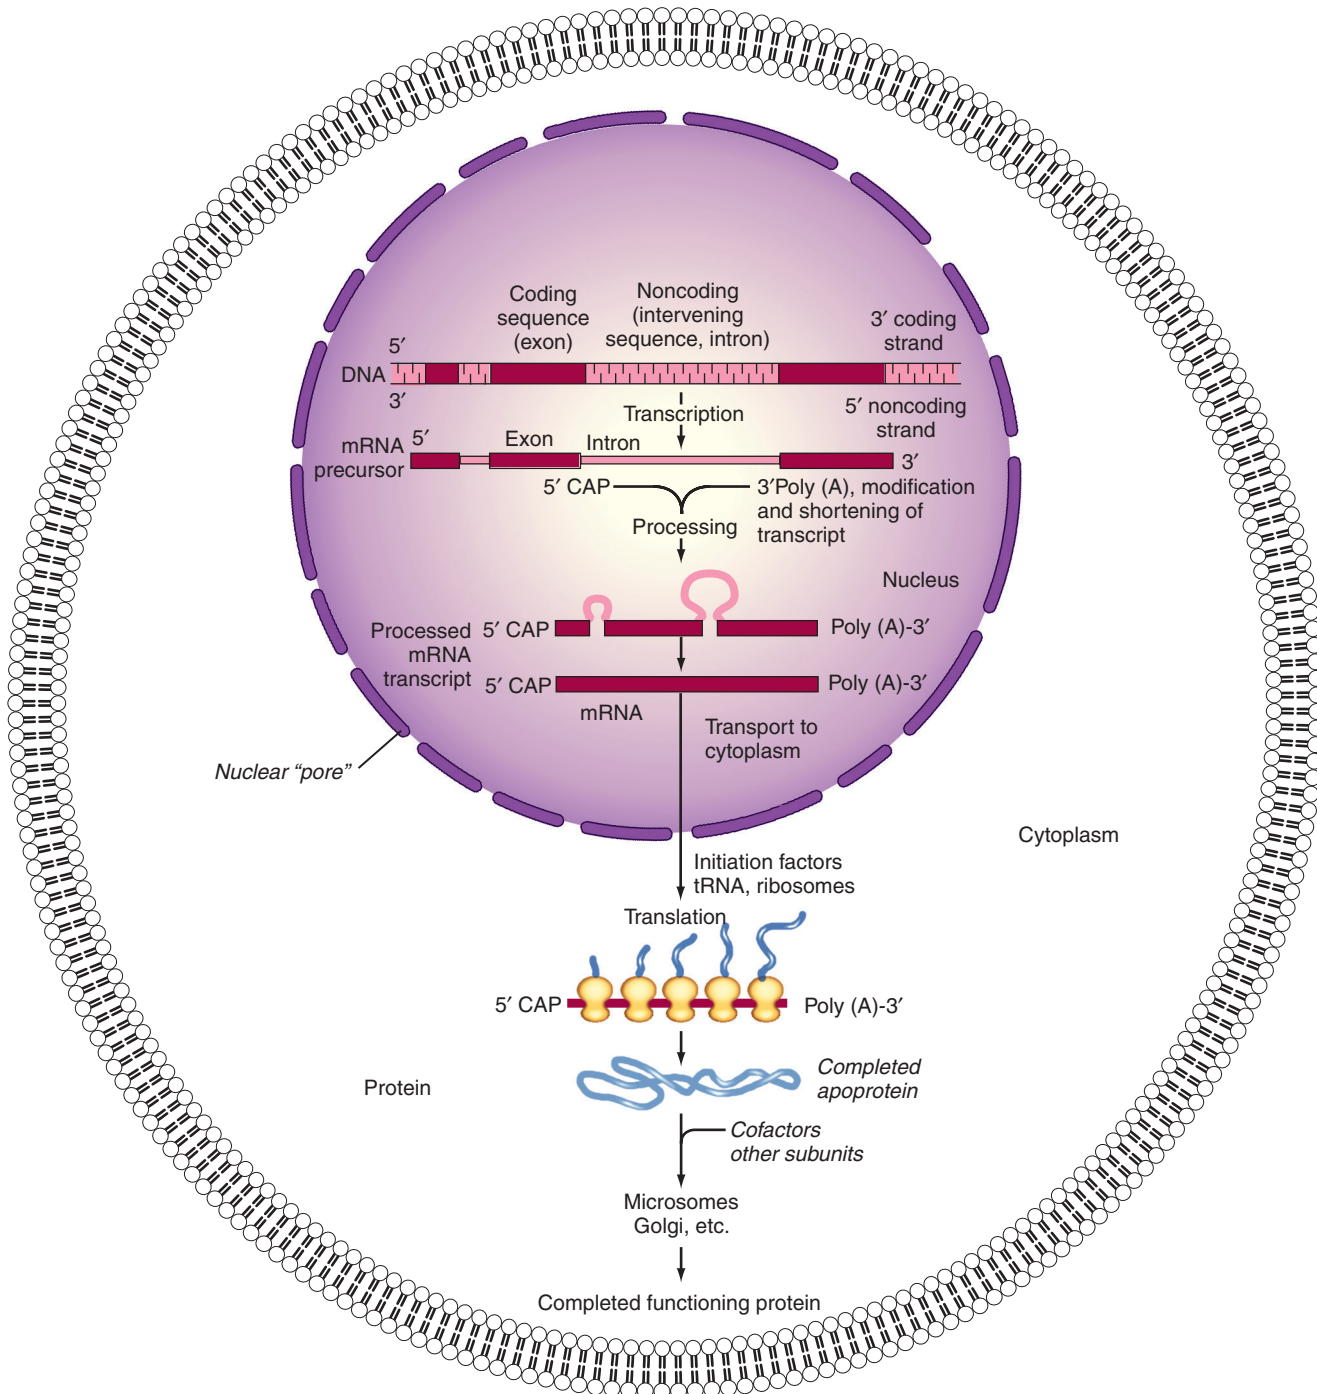 Coding
sequence
(exon)
Noncoding
(intervening
sequence, intron)
3′ coding
strand
5′
DNA
3′
Transcription
5′ noncoding
strand
mRNA
precursor
5′
Exon
Intron
3′
5′ CAP
3′Poly (A), modification
and shortening of
transcript
Processing
Nucleus
Processed
mRNA
transcript
5′ CAP
Poly (A)-3′
5′ CAP
Poly (A)-3′
mRNA
Transport to
cytoplasm
Nuclear “pore”
Cytoplasm
Initiation factors
tRNA, ribosomes
Translation
5′ CAP
Poly (A)-3′
Protein
Completed
apoprotein
Cofactors
other subunits
Microsomes
Golgi, etc.
Completed functioning protein